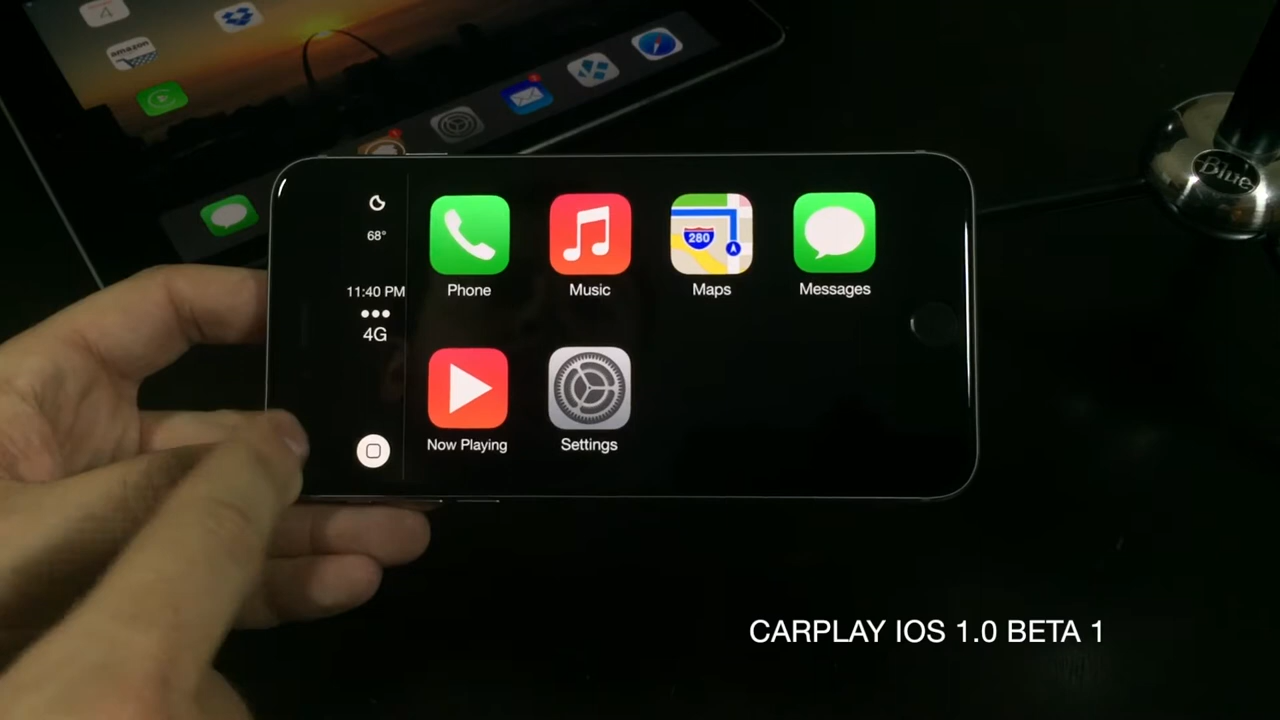 4
amazon
68°
11:40 PM
4G
280
Phone
Music
Maps
Messages
Now Playing
Settings
Blue
CARPLAY IOS 1.0 BETA 1